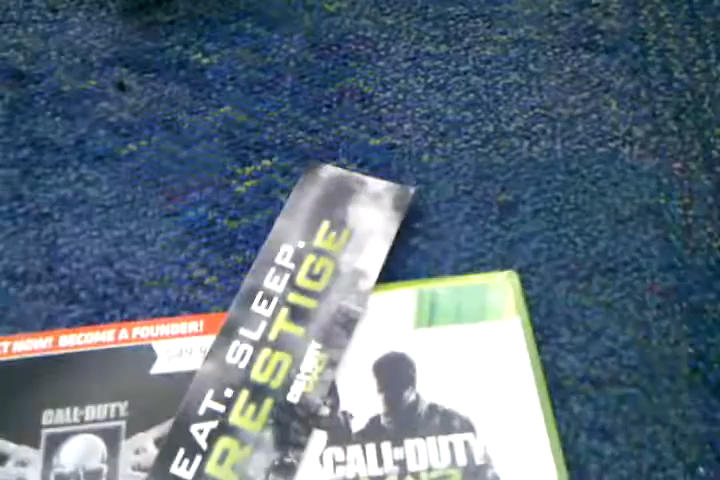 EAT. SLEEP.
RESTIGE
T NOW! BECOME A FOUNDER!
CALL·DUTY
CALL·DUTY